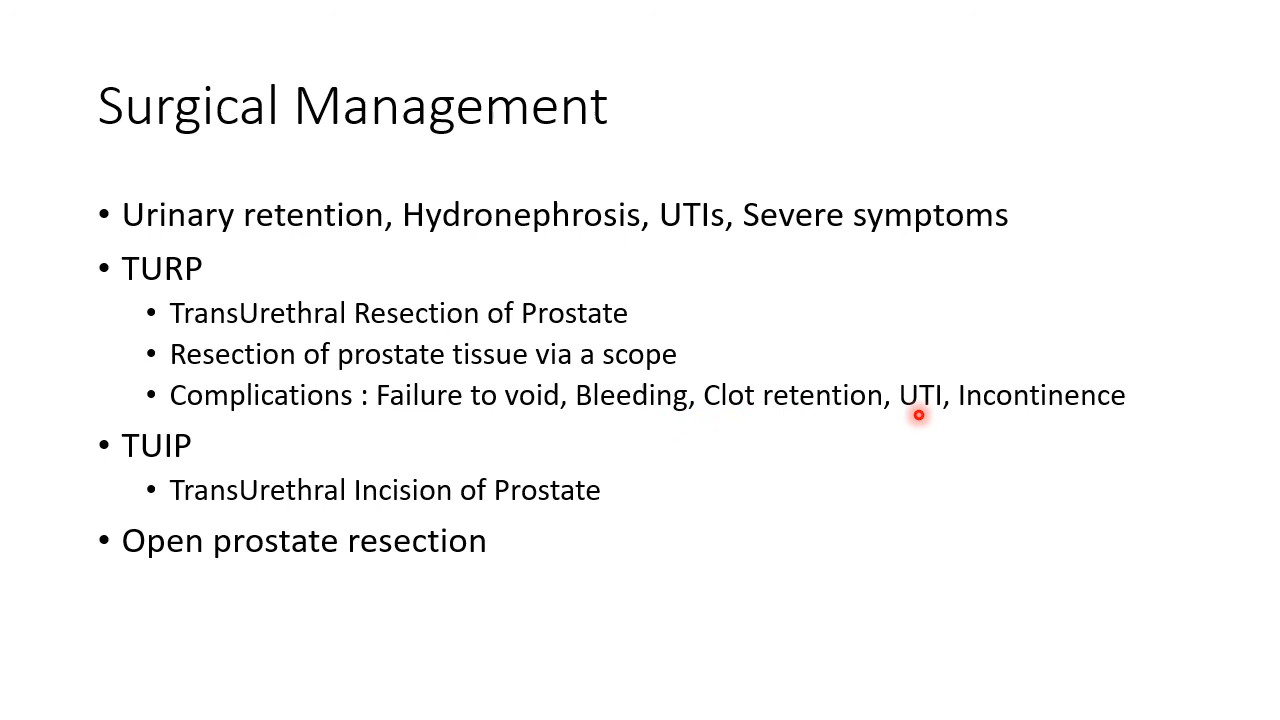 Surgical Management
• Urinary retention, Hydronephrosis, UTIs, Severe symptoms
• TURP
• TransUrethral Resection of Prostate
• Resection of prostate tissue via a scope
• Complications : Failure to void, Bleeding, Clot retention, UTI, Incontinence
• TUIP
• TransUrethral Incision of Prostate
• Open prostate resection